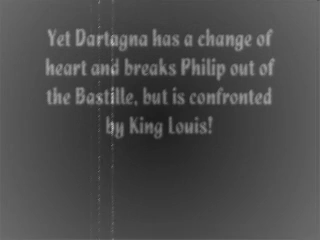 Yet Dartagna has a change of
heart and breaks Philip out of
the Bastille, but is confronted
by King Louis!